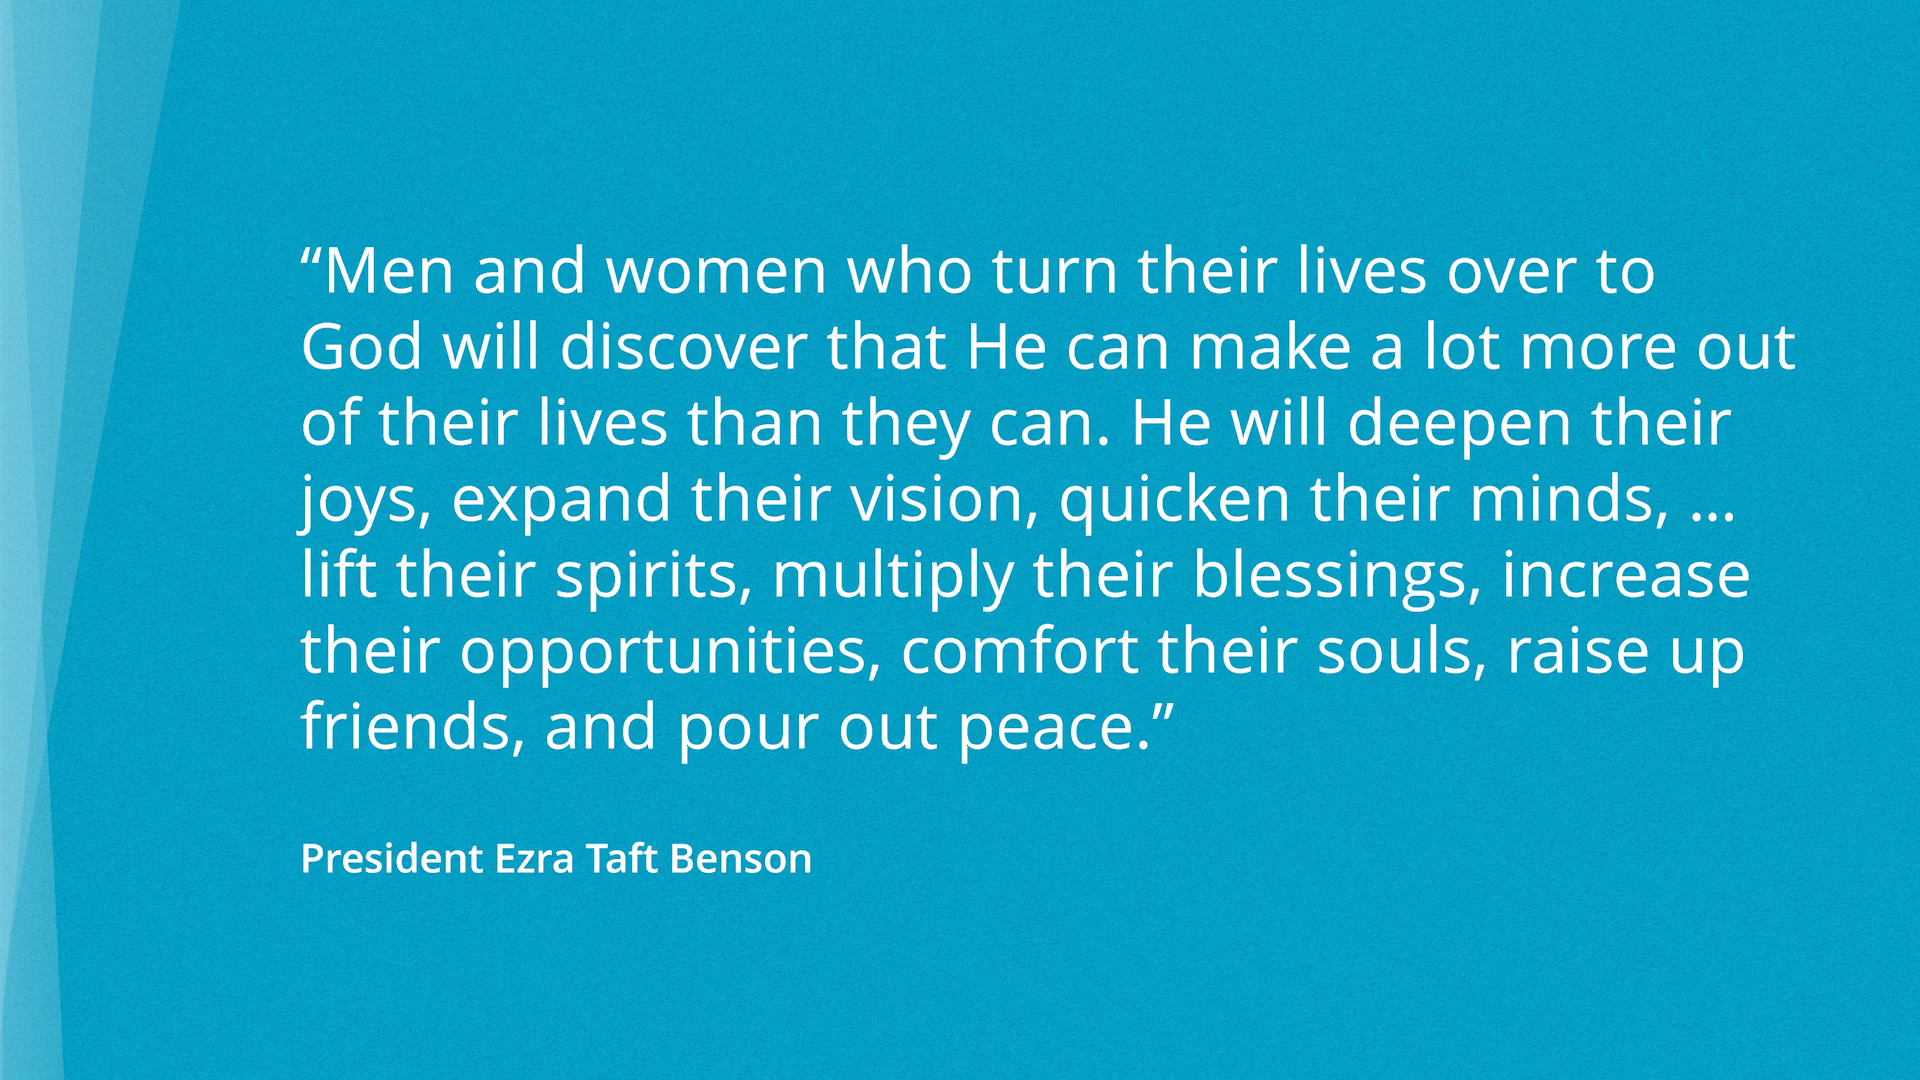 “Men and women who turn their lives over to
God will discover that He can make a lot more out
of their lives than they can. He will deepen their
joys, expand their vision, quicken their minds, …
lift their spirits, multiply their blessings, increase
their opportunities, comfort their souls, raise up
friends, and pour out peace.”
President Ezra Taft Benson